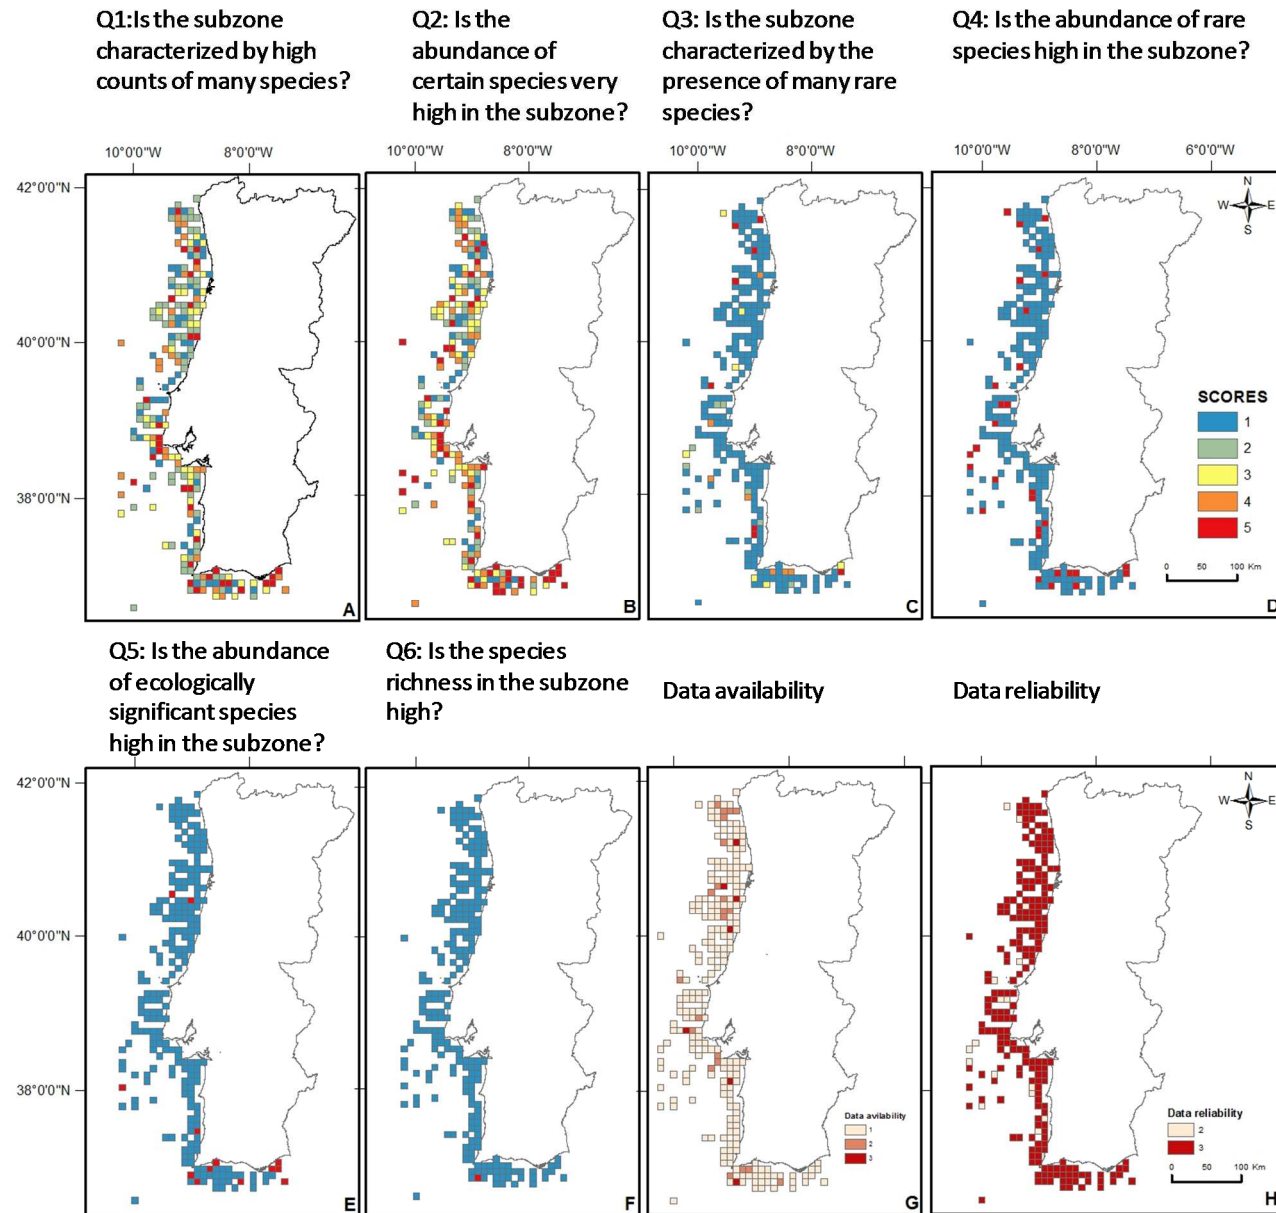 Q1:Is the subzone
characterized by high
counts of many species?
Q2: Is the
abundance of
certain species very
high in the subzone?
Q3: Is the subzone
characterized by the
presence of many rare
species?
Q4: Is the abundance of rare
species high in the subzone?
10°0'0"W 8°0'0"W
10°0'0"W 8°0'0"W
10°0'0"W 8°0'0"W
10°0'0"W 8°0'0"W 6°0'0"W
42°0'0"N
40°0'0"N
38°0'0"N
N
W E
S
SCORES
1
2
3
4
5
0 50 100 Km
A
B
C
D
Q5: Is the abundance
of ecologically
significant species
high in the subzone?
Q6: Is the species
richness in the subzone
high?
Data availability
Data reliability
42°0'0"N
40°0'0"N
38°0'0"N
N
W E
S
Data avilability
1
2
3
Data reliability
2
3
0 50 100 Km
E
F
G
H